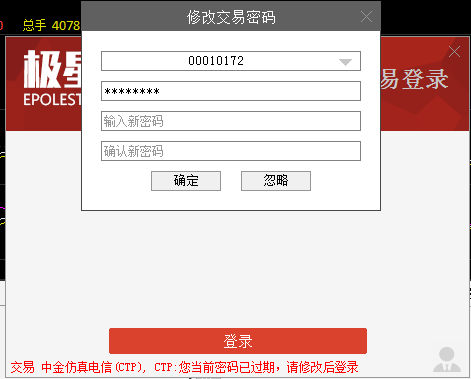 修改交易密码
总手 4078
极星
EPOLEST
易登录
00010172
********
输入新密码
确认新密码
确定
忽略
登录
交易 中金仿真电信(CTP), CTP:您当前密码已过期，请修改后登录